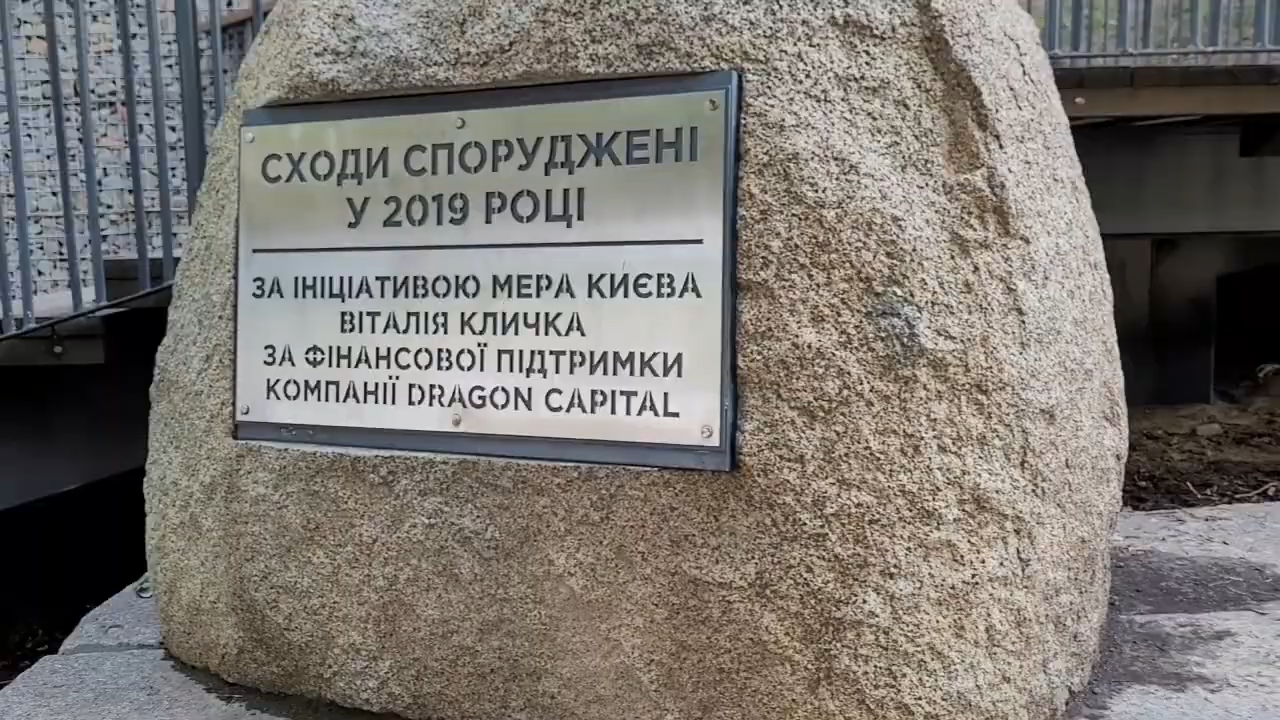 СХОДИ СПОРУДЖЕНІ
У 2019 РОЦІ
ЗА ІНІЦІАТИВОЮ МЕРА КИЄВА
ВІТАЛІЯ КЛИЧКА
ЗА ФІНАНСОВОЇ ПІДТРИМКИ
КОМПАНІЇ DRAGON CAPITAL